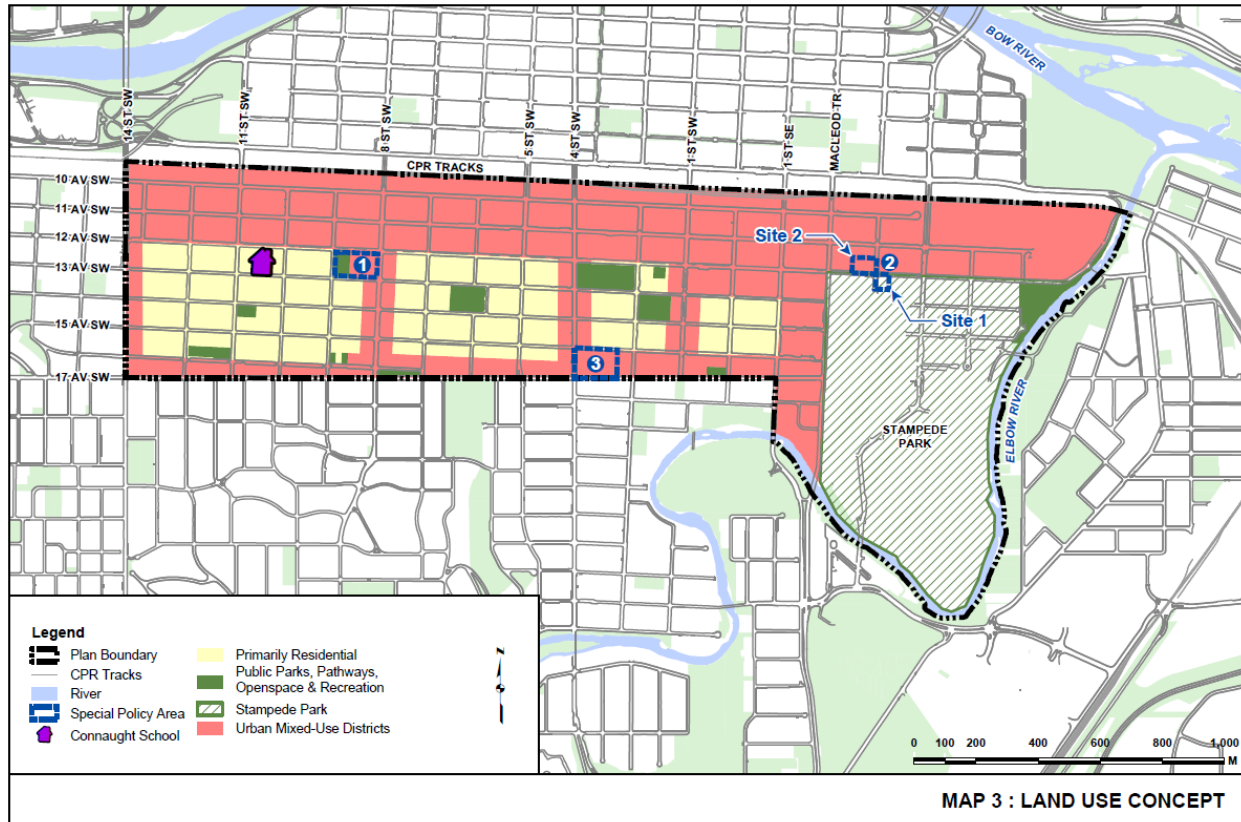 BOW RIVER
14 ST SW
11 ST SW
8 ST SW
5 ST SW
4 ST SW
1 ST SW
1 ST SE
MACLEOD TR
CPR TRACKS
10 AV SW
11 AV SW
12 AV SW
13 AV SW
15 AV SW
17 AV SW
1
Site 2
2
Site 1
3
STAMPEDE
PARK
ELBOW RIVER
Legend
Plan Boundary
CPR Tracks
River
Special Policy Area
Connaught School
Primarily Residential
Public Parks, Pathways,
Openspace & Recreation
Stampede Park
Urban Mixed-Use Districts
N
0 100 200 400 600 800 1,000
M
MAP 3 : LAND USE CONCEPT